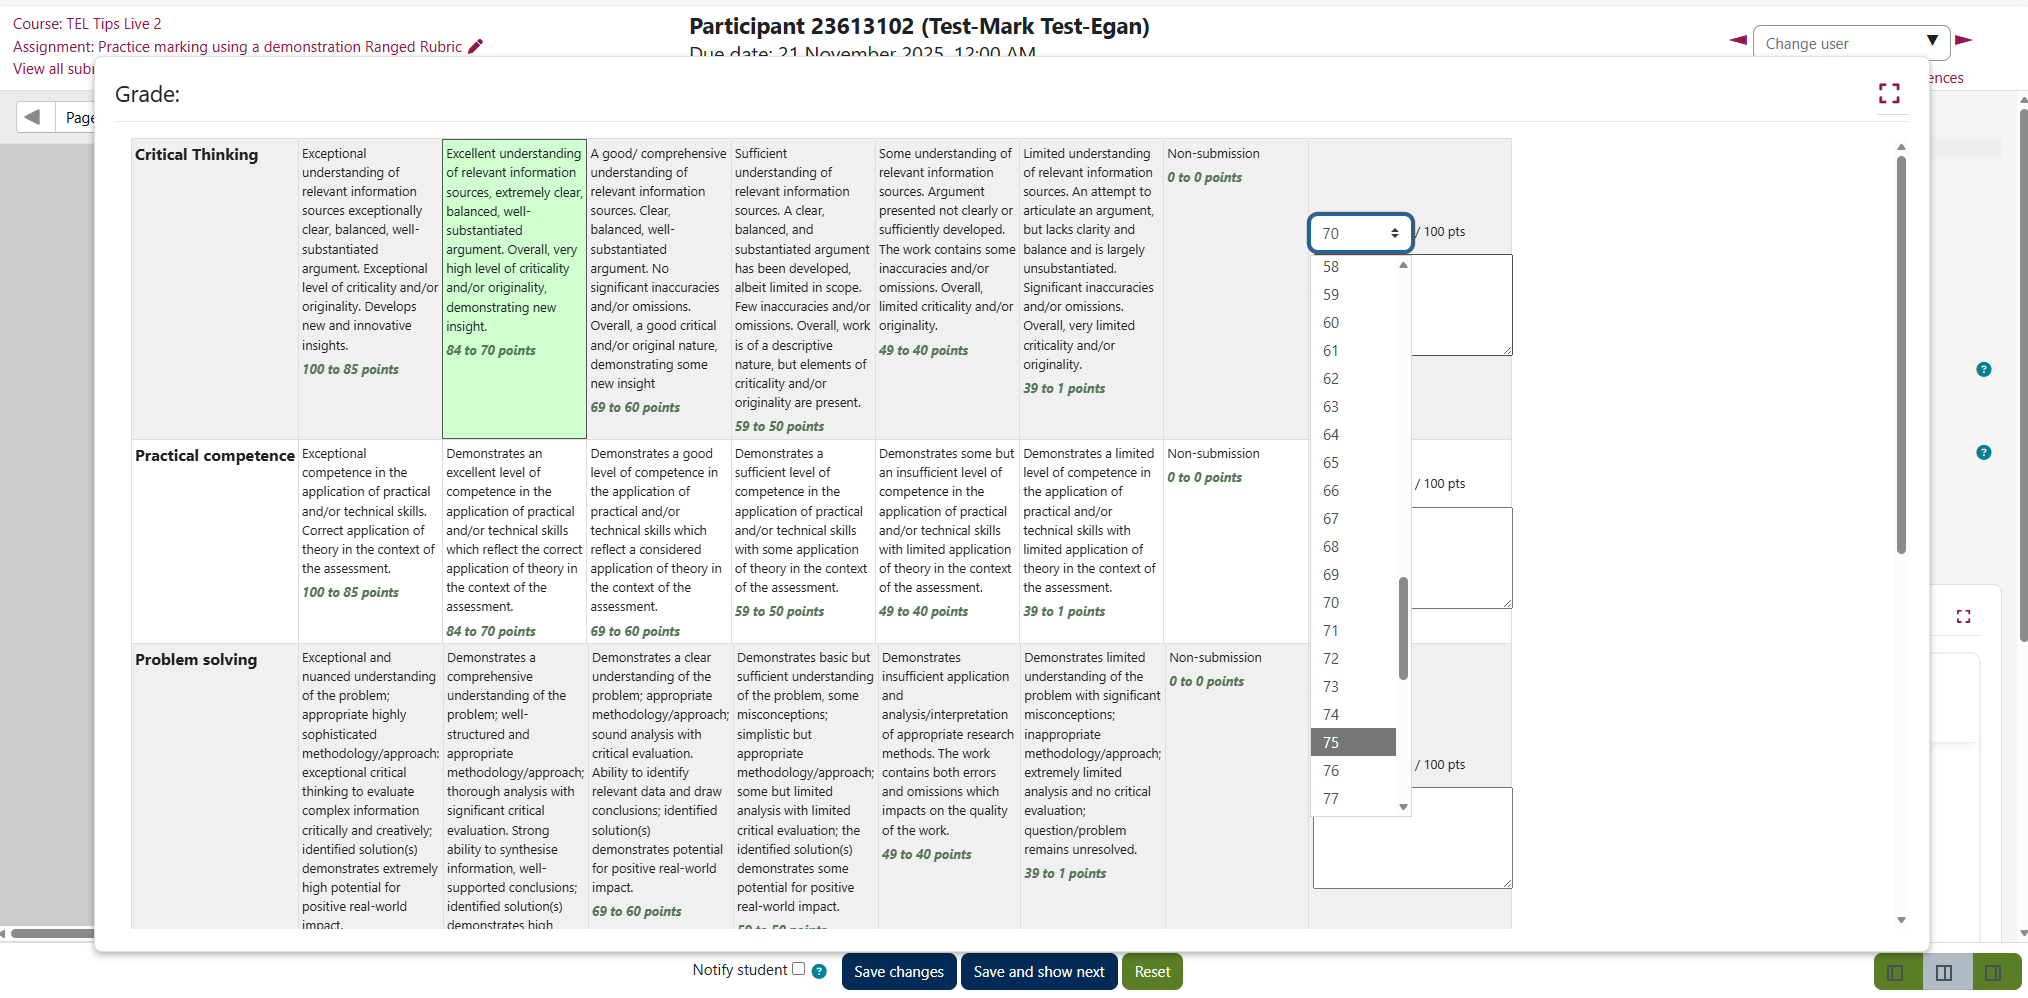 Course: TEL Tips Live 2
Assignment: Practice marking using a demonstration Ranged Rubric
View all subr
Participant 23613102 (Test-Mark Test-Egan)
Due date: 21 November 2025, 12:00 AM
Change user
ences
Page
Grade:
Critical Thinking
Exceptional
understanding of
relevant information
sources exceptionally
clear, balanced, well-
substantiated
argument. Exceptional
level of criticality and/or
originality. Develops
new and innovative
insights.
100 to 85 points
Excellent understanding
of relevant information
sources, extremely clear,
balanced, well-
substantiated
argument. Overall, very
high level of criticality
and/or originality,
demonstrating new
insight.
84 to 70 points
A good/ comprehensive
understanding of
relevant information
sources. Clear,
balanced, well-
substantiated
argument. No
significant inaccuracies
and/or omissions.
Overall, a good critical
and/or original nature,
demonstrating some
new insight
69 to 60 points
Sufficient
understanding of
relevant information
sources. A clear,
balanced, and
substantiated argument
has been developed,
albeit limited in scope.
Few inaccuracies and/or
omissions. Overall, work
is of a descriptive
nature, but elements of
criticality and/or
originality are present.
59 to 50 points
Some understanding of
relevant information
sources. Argument
presented not clearly or
sufficiently developed.
The work contains some
inaccuracies and/or
omissions. Overall,
limited criticality and/or
originality.
49 to 40 points
Limited understanding
of relevant information
sources. An attempt to
articulate an argument,
but lacks clarity and
balance and is largely
unsubstantiated.
Significant inaccuracies
and/or omissions.
Overall, very limited
criticality and/or
originality.
39 to 1 points
Non-submission
0 to 0 points
70
/ 100 pts
58
59
60
61
62
63
64
65
66
67
68
69
70
71
72
73
74
75
76
77
Practical competence
Exceptional
competence in the
application of practical
and/or technical skills.
Correct application of
theory in the context of
the assessment.
100 to 85 points
Demonstrates an
excellent level of
competence in the
application of practical
and/or technical skills
which reflect the correct
application of theory in
the context of the
assessment.
84 to 70 points
Demonstrates a good
level of competence in
the application of
practical and/or
technical skills which
reflect a considered
application of theory in
the context of the
assessment.
69 to 60 points
Demonstrates a
sufficient level of
competence in the
application of practical
and/or technical skills
with some application
of theory in the context
of the assessment.
59 to 50 points
Demonstrates some but
an insufficient level of
competence in the
application of practical
and/or technical skills
with limited application
of theory in the context
of the assessment.
49 to 40 points
Demonstrates a limited
level of competence in
the application of
practical and/or
technical skills with
limited application of
theory in the context of
the assessment.
39 to 1 points
Non-submission
0 to 0 points
/ 100 pts
Problem solving
Exceptional and
nuanced understanding
of the problem;
appropriate highly
sophisticated
methodology/approach:
exceptional critical
thinking to evaluate
complex information
critically and creatively;
identified solution(s)
demonstrates extremely
high potential for
positive real-world
impact.
Demonstrates a
comprehensive
understanding of the
problem; well-
structured and
appropriate
methodology/approach;
thorough analysis with
significant critical
evaluation. Strong
ability to synthesise
information, well-
supported conclusions;
identified solution(s)
demonstrates high
Demonstrates a clear
understanding of the
problem; appropriate
methodology/approach;
sound analysis with
critical evaluation.
Ability to identify
relevant data and draw
conclusions; identified
solution(s)
demonstrates potential
for positive real-world
impact.
69 to 60 points
Demonstrates basic but
sufficient understanding
of the problem, some
misconceptions;
simplistic but
appropriate
methodology/approach;
some but limited
analysis with limited
critical evaluation; the
identified solution(s)
demonstrates some
potential for positive
real-world impact.
59 to 50 points
Demonstrates
insufficient application
and
analysis/interpretation
of appropriate research
methods. The work
contains both errors
and omissions which
impacts on the quality
of the work.
49 to 40 points
Demonstrates limited
understanding of the
problem with significant
misconceptions;
inappropriate
methodology/approach;
extremely limited
analysis and no critical
evaluation;
question/problem
remains unresolved.
39 to 1 points
Non-submission
0 to 0 points
/ 100 pts
Notify student
Save changes
Save and show next
Reset